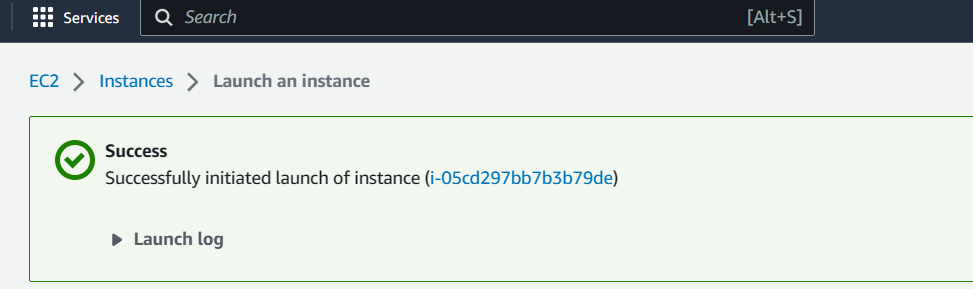 Services
Search
[Alt+S]
EC2 > Instances > Launch an instance
Success
Successfully initiated launch of instance (i-05cd297bb7b3b79de)
Launch log